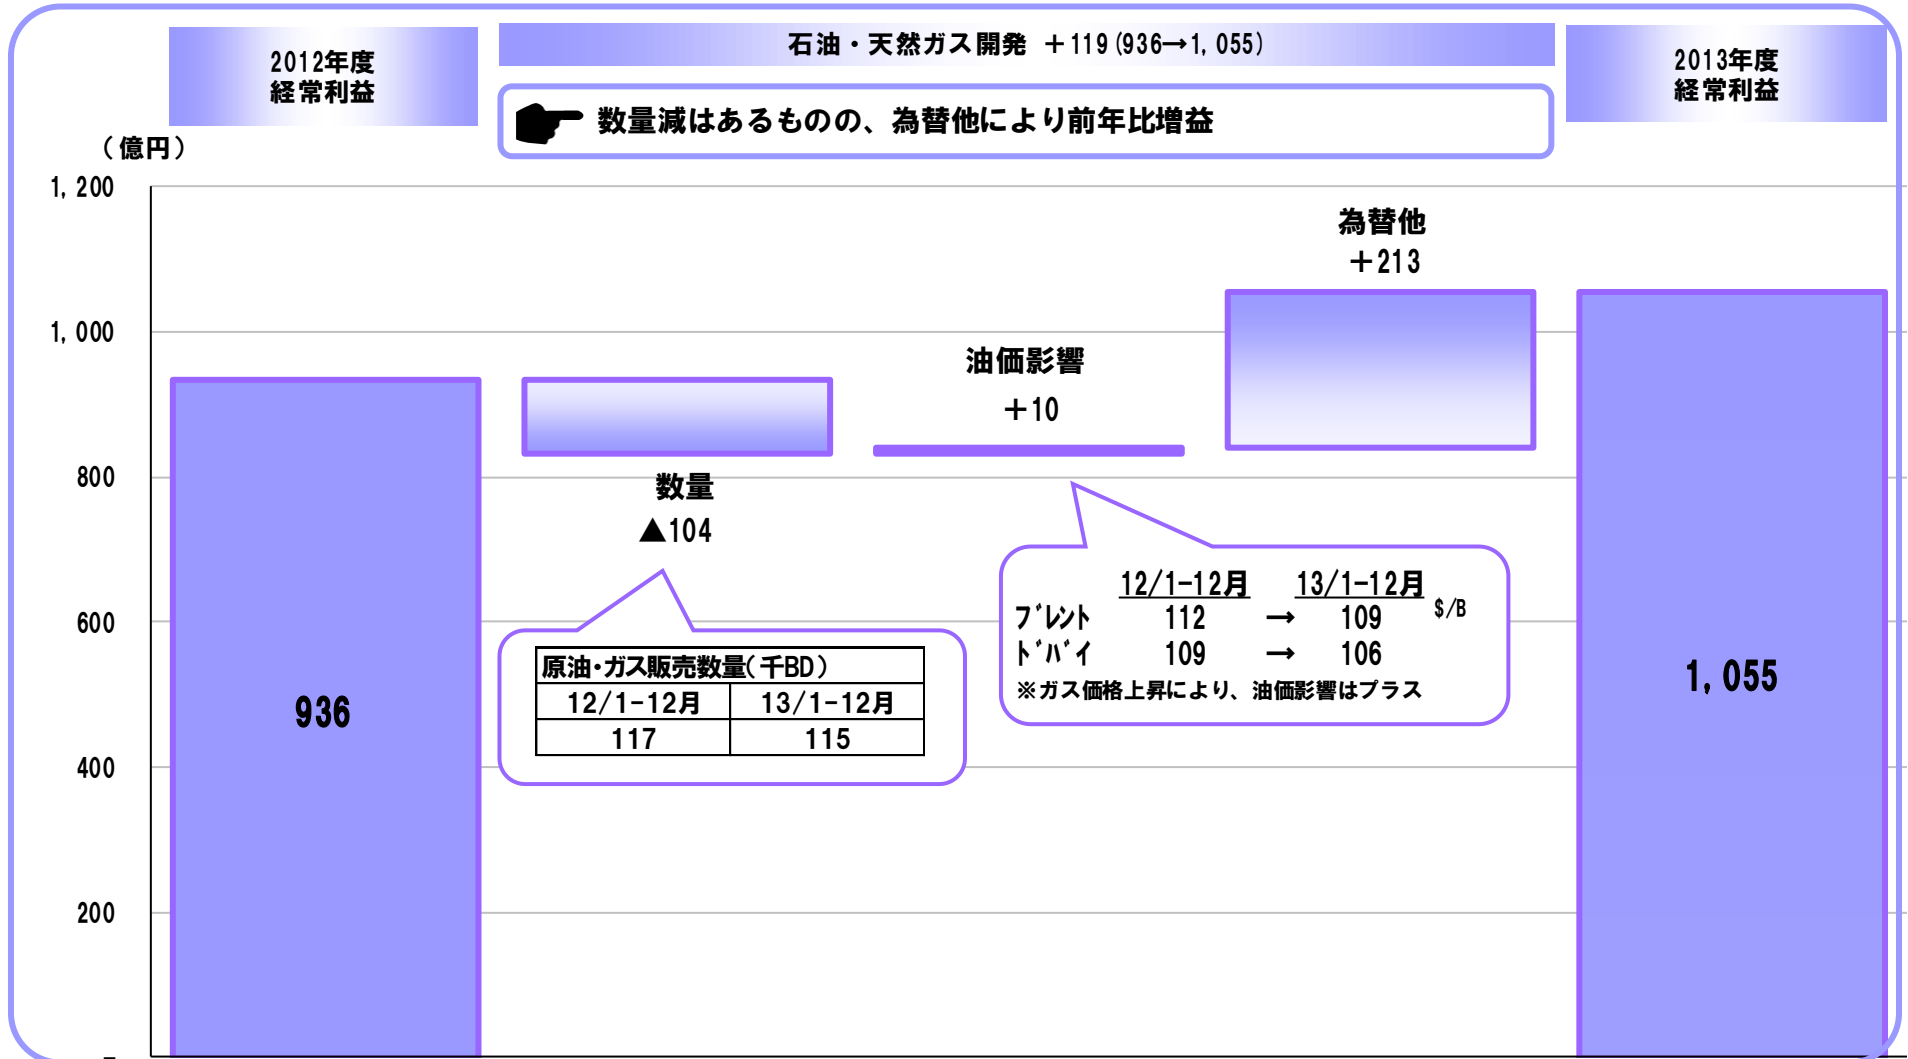 2012年度
経常利益
石油・天然ガス開発 ＋119(936→1,055)
2013年度
経常利益
数量減はあるものの、為替他により前年比増益
（億円）
1,200
1,000
800
600
400
200
936
数量
▲104
油価影響
＋10
為替他
＋213
1,055
原油・ガス販売数量（千BD）
12/1-12月 13/1-12月
117 115
12/1-12月 13/1-12月
ﾌﾞﾚﾝﾄ 112 → 109 $/B
ﾄﾞﾊﾞｲ 109 → 106
※ガス価格上昇により、油価影響はプラス